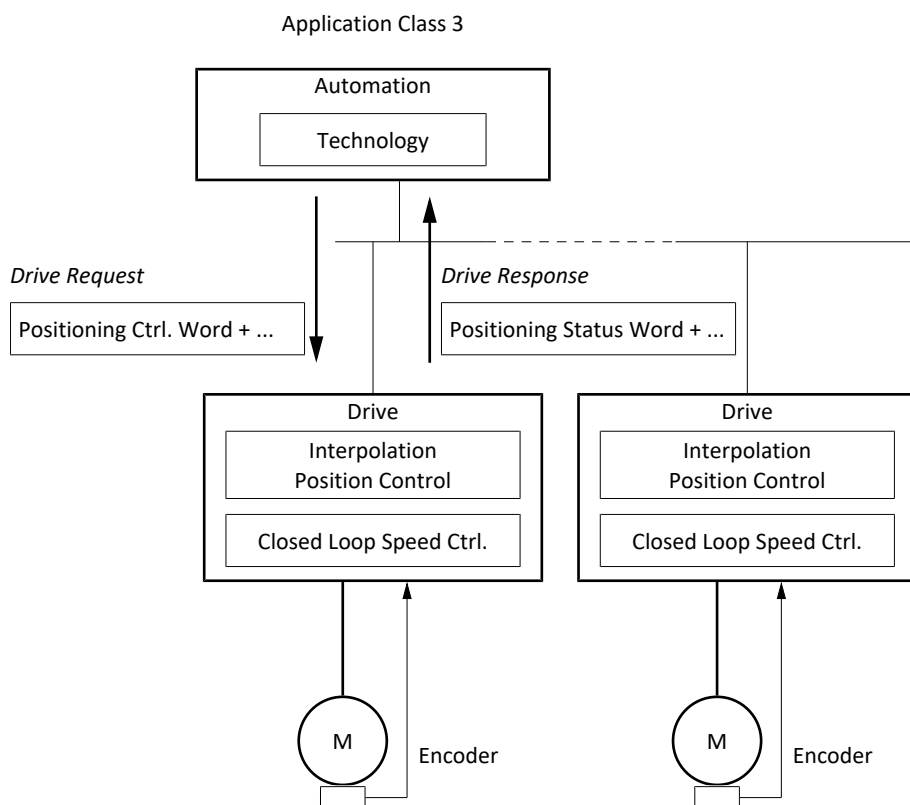 Application Class 3
Automation
Technology
Drive Request
Drive Response
Positioning Ctrl. Word + ...
Positioning Status Word + ...
Drive
Interpolation
Position Control
Closed Loop Speed Ctrl.
Drive
Interpolation
Position Control
Closed Loop Speed Ctrl.
M
Encoder
M
Encoder